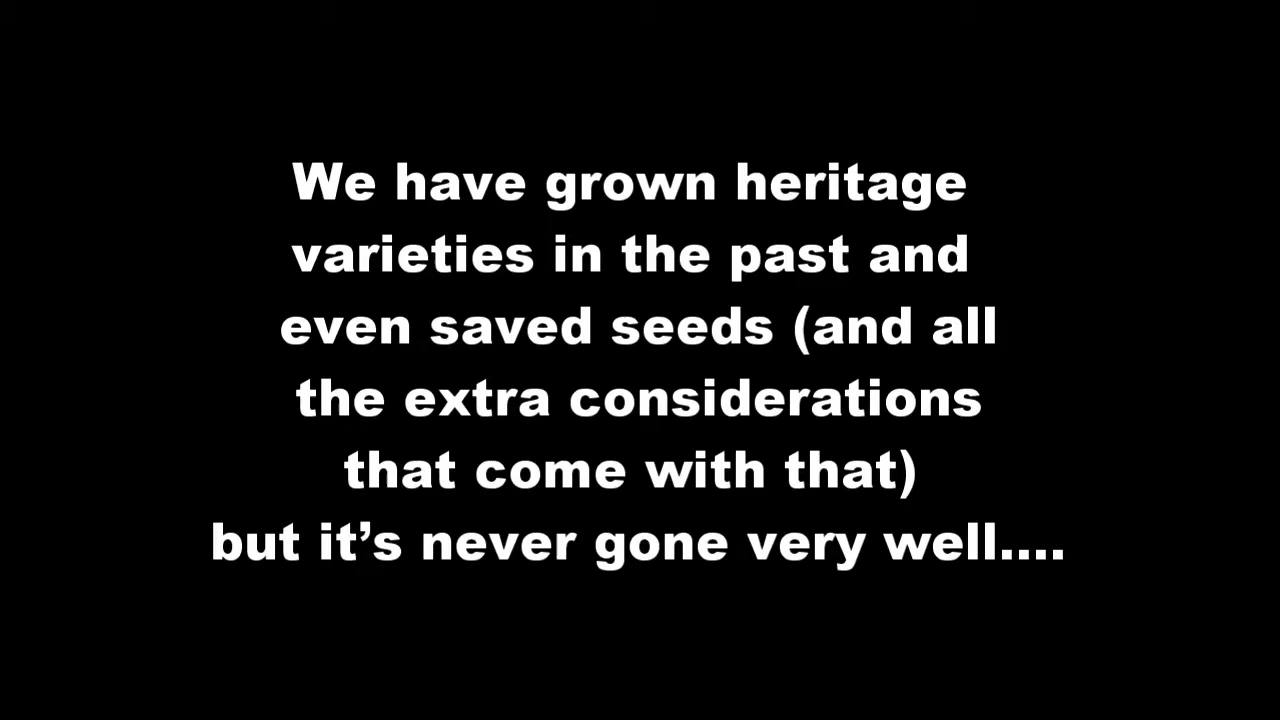 We have grown heritage
varieties in the past and
even saved seeds (and all
the extra considerations
that come with that)
but it’s never gone very well....